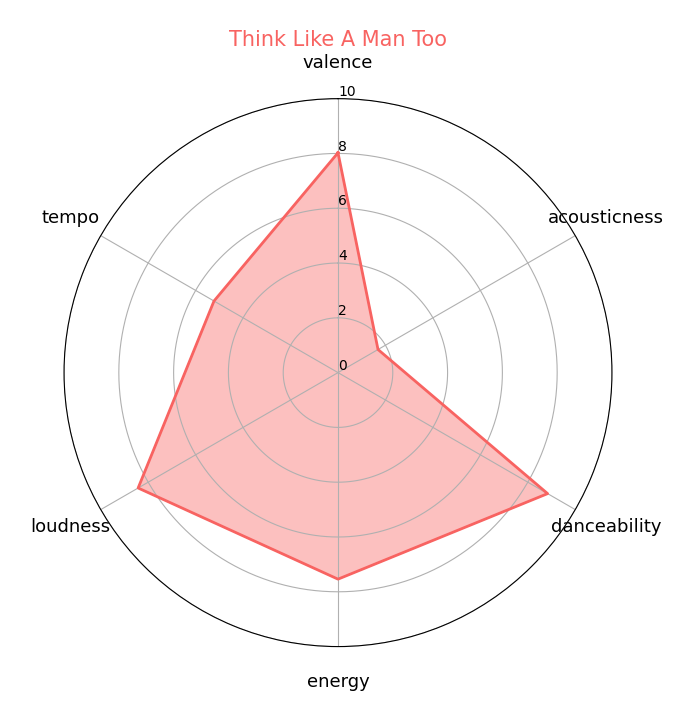 Think Like A Man Too
valence
10
8
6
4
2
0
tempo
acousticness
loudness
danceability
energy